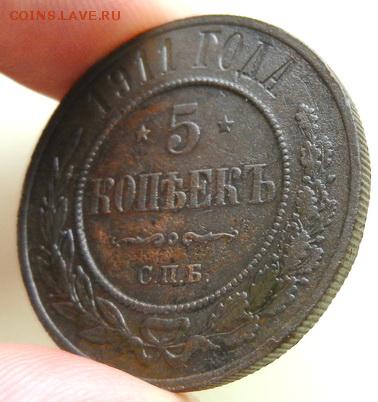 COINS.LAVE.RU
1911 ГОДА
★ 5 ★
КОПѢЕКЪ
С.П.Б.